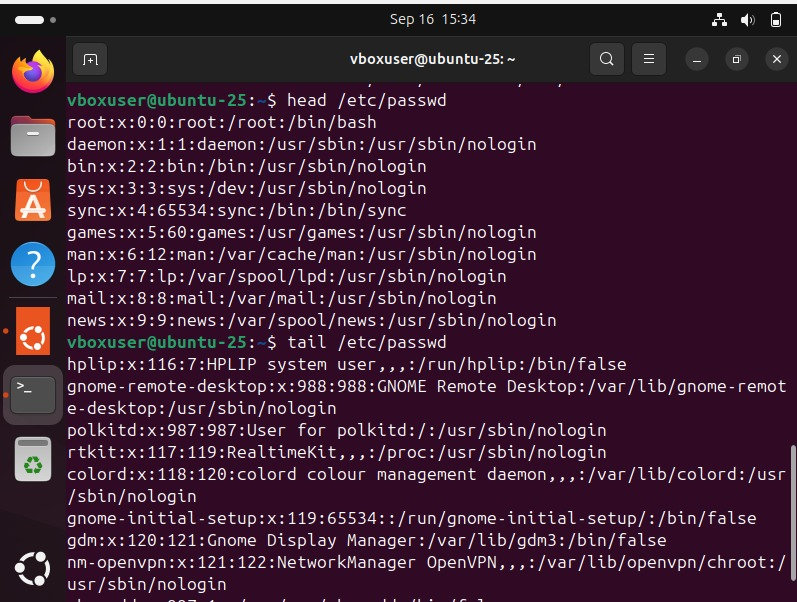 Sep 16 15:34
vboxuser@ubuntu-25: ~
vboxuser@ubuntu-25:~$ head /etc/passwd
root:x:0:0:root:/root:/bin/bash
daemon:x:1:1:daemon:/usr/sbin:/usr/sbin/nologin
bin:x:2:2:bin:/bin:/usr/sbin/nologin
sys:x:3:3:sys:/dev:/usr/sbin/nologin
sync:x:4:65534:sync:/bin:/bin/sync
games:x:5:60:games:/usr/games:/usr/sbin/nologin
man:x:6:12:man:/var/cache/man:/usr/sbin/nologin
lp:x:7:7:lp:/var/spool/lpd:/usr/sbin/nologin
mail:x:8:8:mail:/var/mail:/usr/sbin/nologin
news:x:9:9:news:/var/spool/news:/usr/sbin/nologin
vboxuser@ubuntu-25:~$ tail /etc/passwd
hplip:x:116:7:HPLIP system user,,,:/run/hplip:/bin/false
gnome-remote-desktop:x:988:988:GNOME Remote Desktop:/var/lib/gnome-remot
e-desktop:/usr/sbin/nologin
polkitd:x:987:987:User for polkitd:/:/usr/sbin/nologin
rtkit:x:117:119:RealtimeKit,,,:/proc:/usr/sbin/nologin
colord:x:118:120:colord colour management daemon,,,:/var/lib/colord:/usr
/sbin/nologin
gnome-initial-setup:x:119:65534::/run/gnome-initial-setup/:/bin/false
gdm:x:120:121:Gnome Display Manager:/var/lib/gdm3:/bin/false
nm-openvpn:x:121:122:NetworkManager OpenVPN,,,:/var/lib/openvpn/chroot:/
usr/sbin/nologin